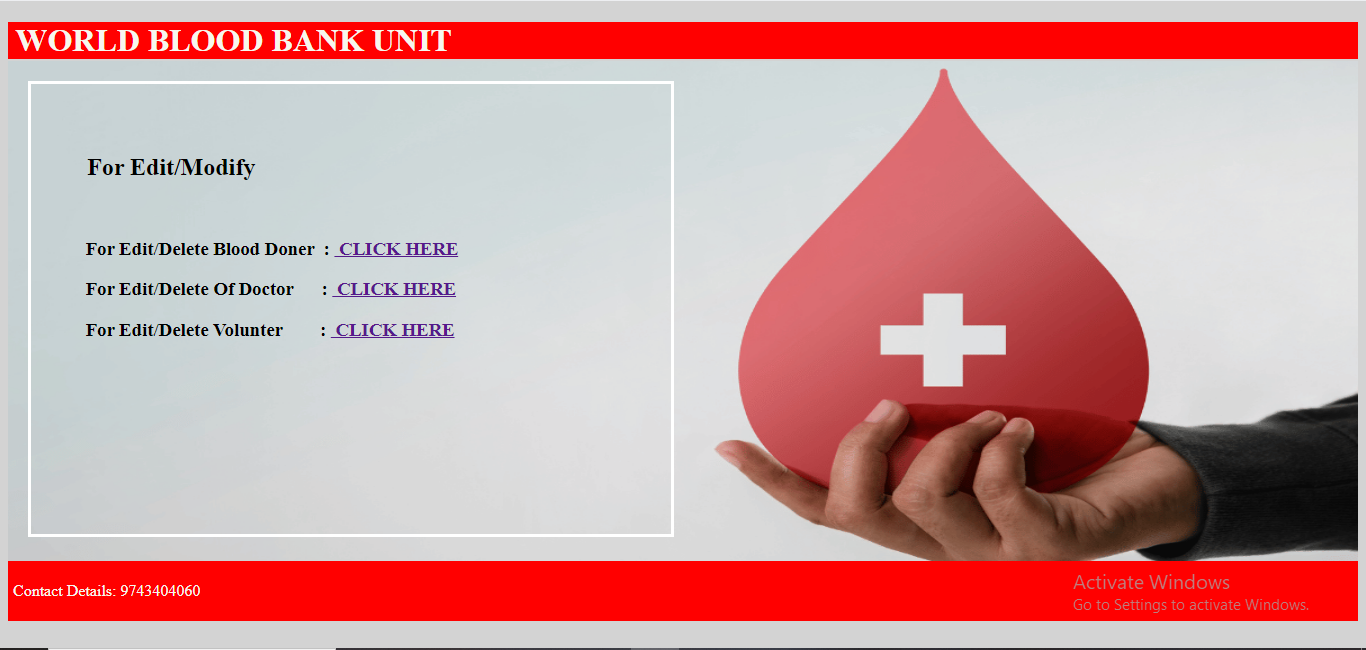 WORLD BLOOD BANK UNIT
For Edit/Modify
For Edit/Delete Blood Doner : CLICK HERE
For Edit/Delete Of Doctor : CLICK HERE
For Edit/Delete Volunter : CLICK HERE
Contact Details: 9743404060
Activate Windows
Go to Settings to activate Windows.